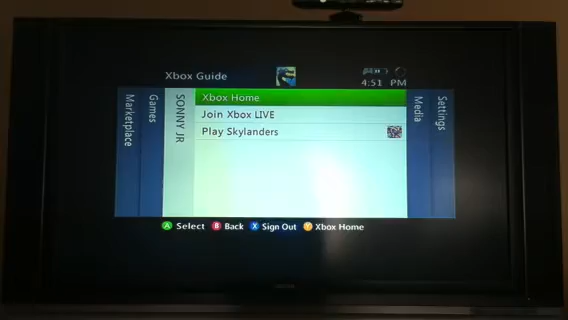 Xbox Guide
4:51 PM
Marketplace
Games
SONNY JR
Xbox Home
Join Xbox LIVE
Play Skylanders
Media
Settings
A Select B Back X Sign Out Y Xbox Home